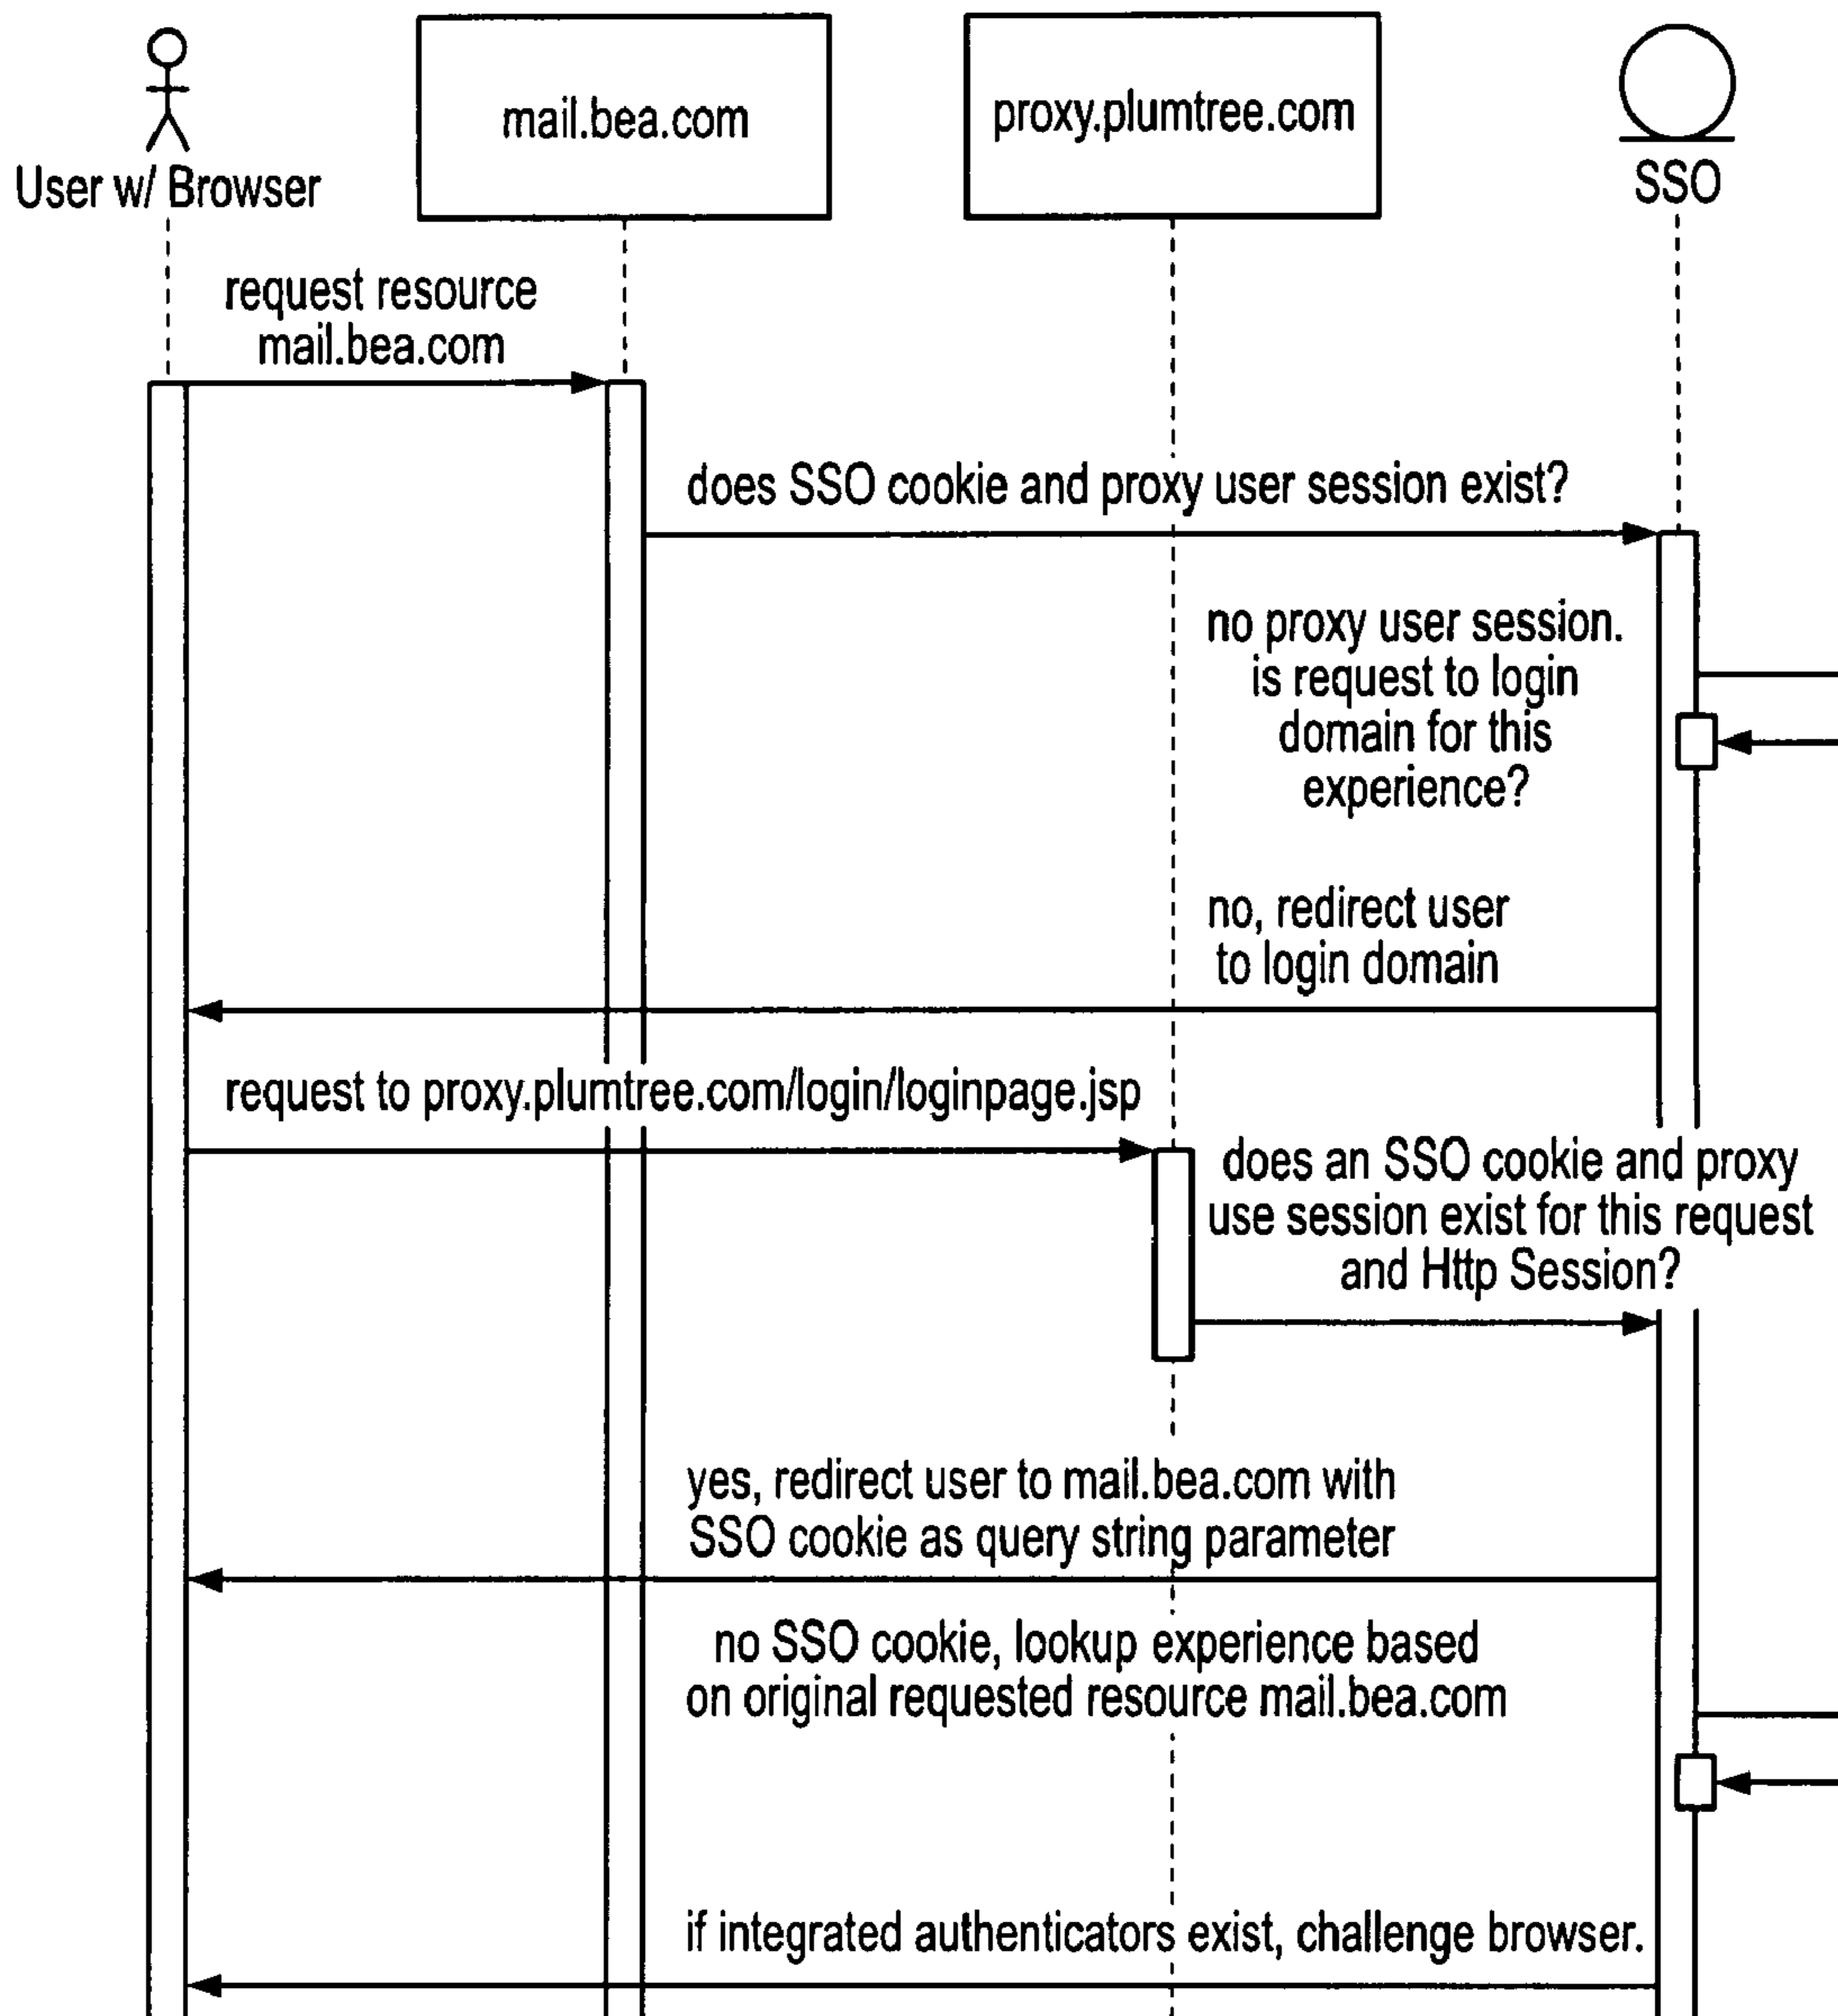 mail.bea.com
proxy.plumtree.com
User w/ Browser
SSO
request resource
mail.bea.com
does SSO cookie and proxy user session exist?
no proxy user session.
is request to login
domain for this
experience?
no, redirect user
to login domain
request to proxy.plumtree.com/login/loginpage.jsp
does an SSO cookie and proxy
use session exist for this request
and Http Session?
yes, redirect user to mail.bea.com with
SSO cookie as query string parameter
no SSO cookie, lookup experience based
on original requested resource mail.bea.com
if integrated authenticators exist, challenge browser.